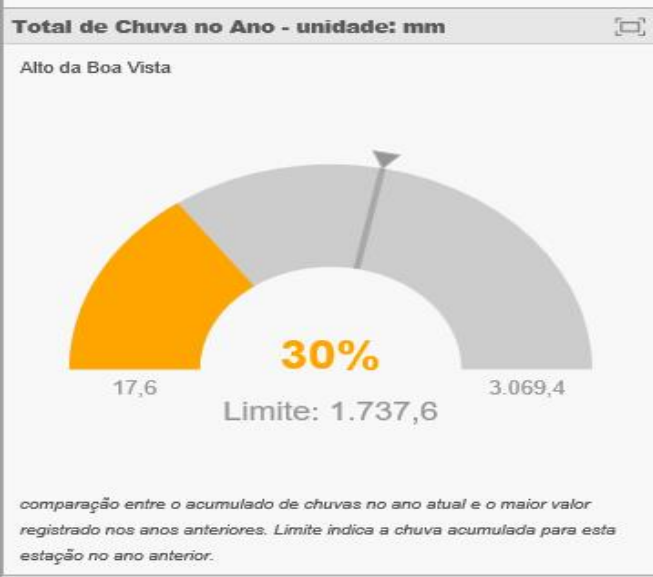 Total de Chuva no Ano - unidade: mm
Alto da Boa Vista
30%
17,6
3.069,4
Limite: 1.737,6
comparação entre o acumulado de chuvas no ano atual e o maior valor
registrado nos anos anteriores. Limite indica a chuva acumulada para esta
estação no ano anterior.